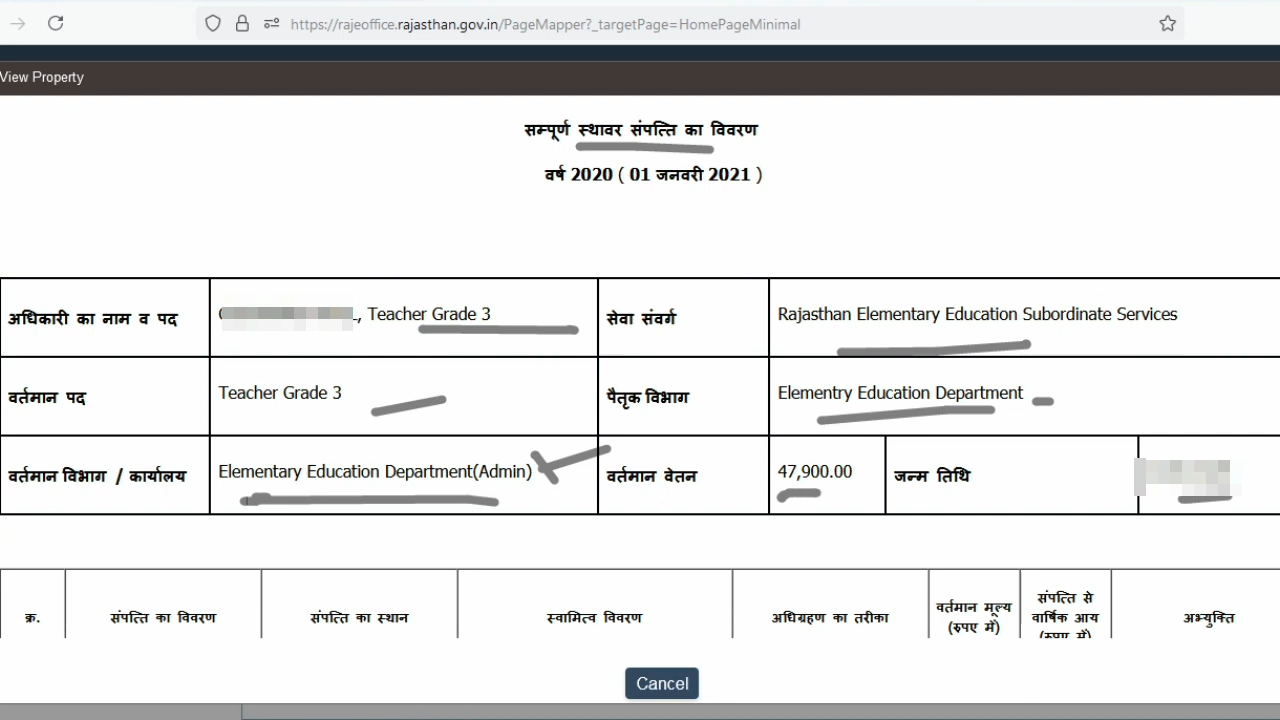 https://rajeoffice.rajasthan.gov.in/PageMapper?_targetPage=HomePageMinimal
View Property
सम्पूर्ण स्थावर संपत्ति का विवरण
वर्ष 2020 ( 01 जनवरी 2021 )
अधिकारी का नाम व पद , Teacher Grade 3 सेवा संवर्ग Rajasthan Elementary Education Subordinate Services
वर्तमान पद Teacher Grade 3 पैतृक विभाग Elementry Education Department
वर्तमान विभाग / कार्यालय Elementary Education Department(Admin) वर्तमान वेतन 47,900.00 जन्म तिथि
क्र. संपत्ति का विवरण संपत्ति का स्थान स्वामित्व विवरण अधिग्रहण का तरीका वर्तमान मूल्य (रुपए में) संपत्ति से वार्षिक आय (रुपए में) अभ्युक्ति
Cancel